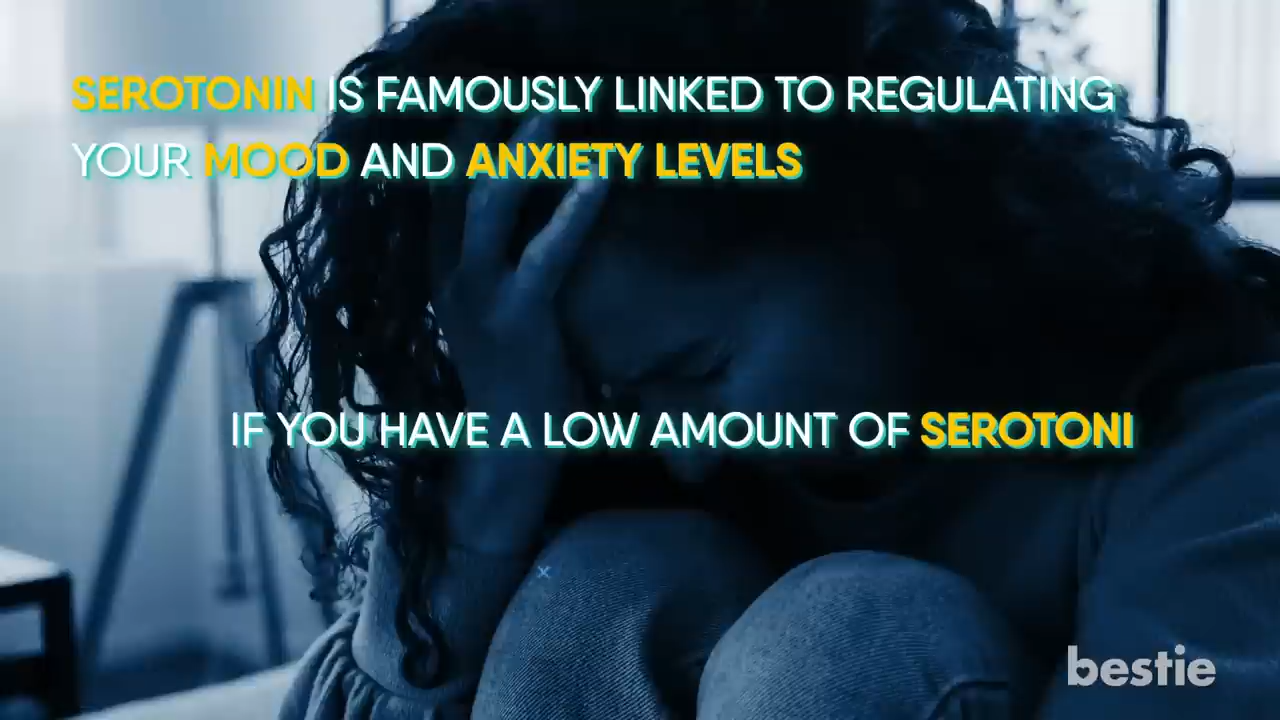 SEROTONIN IS FAMOUSLY LINKED TO REGULATING
YOUR MOOD AND ANXIETY LEVELS
IF YOU HAVE A LOW AMOUNT OF SEROTONI
bestie